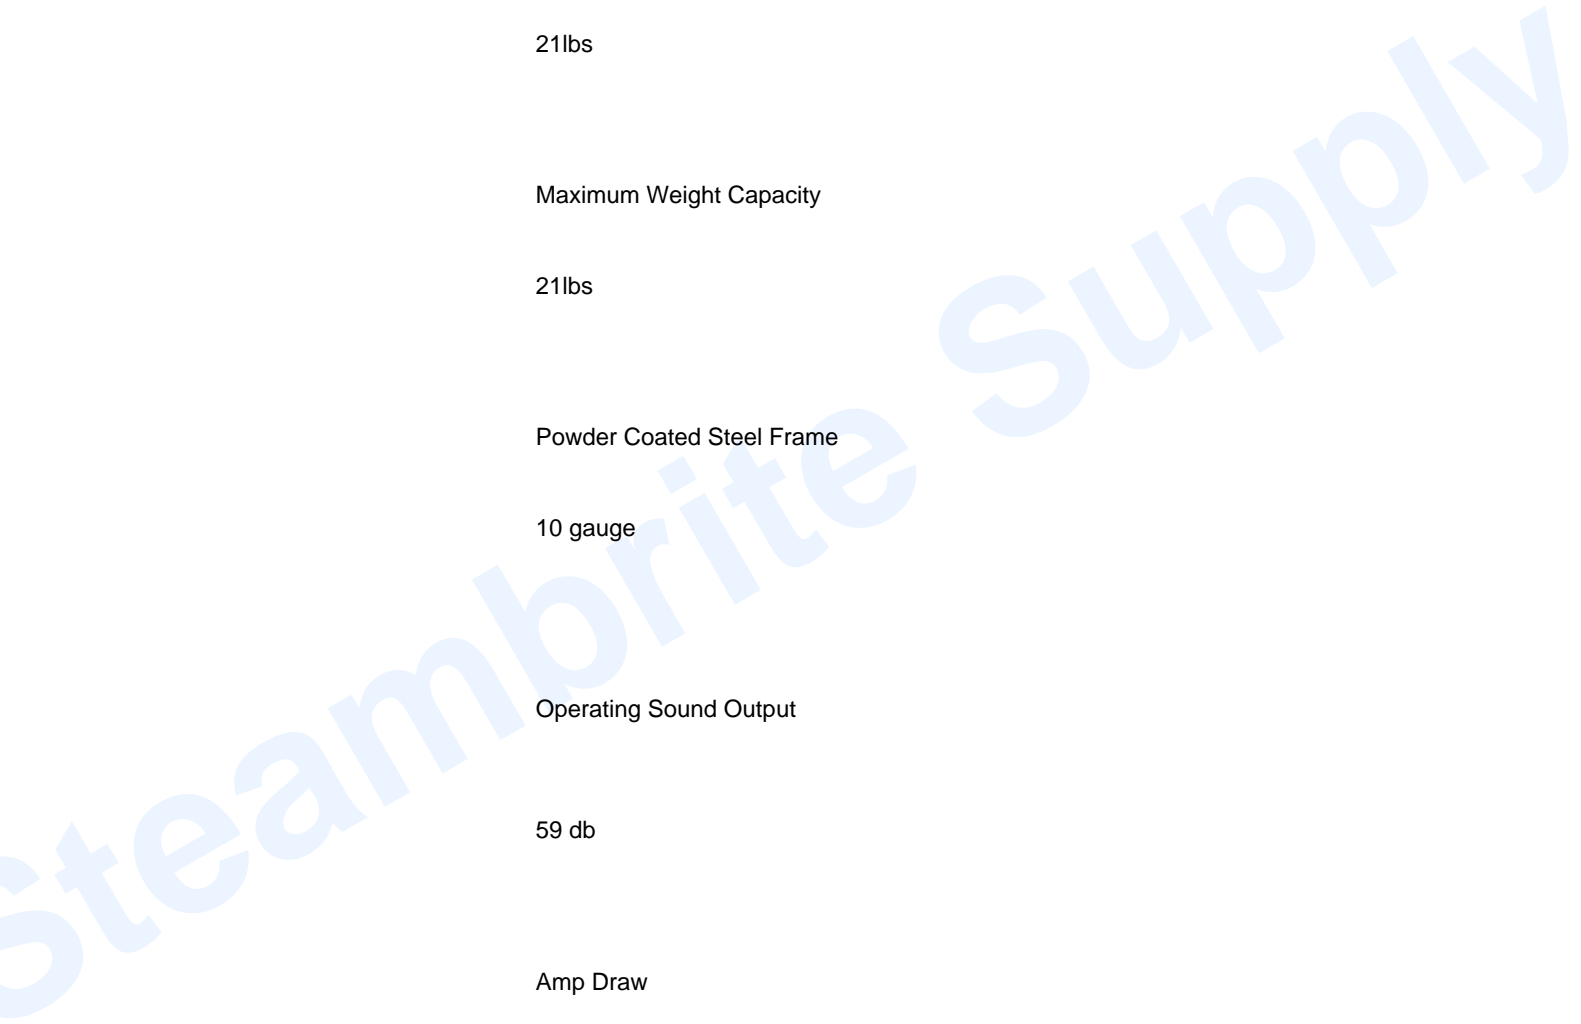 21lbs
Maximum Weight Capacity
21lbs
Powder Coated Steel Frame
10 gauge
Operating Sound Output
59 db
Amp Draw
Steambrite Supply